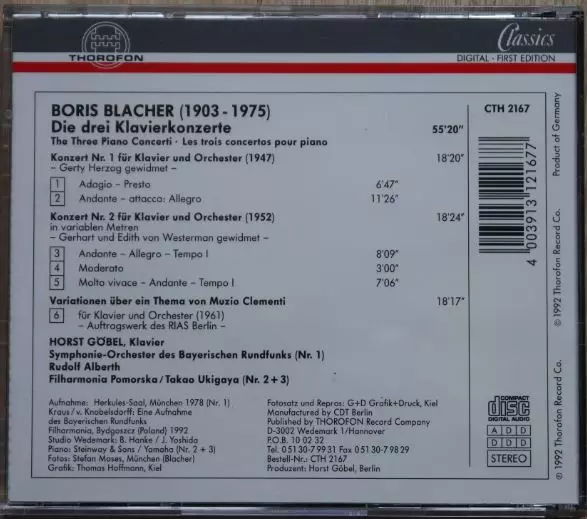 THOROFON
Classics
DIGITAL · FIRST EDITION
BORIS BLACHER (1903 - 1975)
CTH 2167
Die drei Klavierkonzerte 55'20"
The Three Piano Concerti · Les trois concertos pour piano
Konzert Nr. 1 für Klavier und Orchester (1947) 18'20"
– Gerty Herzog gewidmet –
1 Adagio – Presto 6'47"
2 Andante – attacca: Allegro 11'26"
Konzert Nr. 2 für Klavier und Orchester (1952) 18'24"
in variablen Metren
– Gerhart und Edith von Westerman gewidmet –
3 Andante – Allegro – Tempo I 8'09"
4 Moderato 3'00"
5 Molto vivace – Andante – Tempo I 7'06"
Variationen über ein Thema von Muzio Clementi 18'17"
6 für Klavier und Orchester (1961)
– Auftragswerk des RIAS Berlin –
HORST GÖBEL, Klavier
Symphonie-Orchester des Bayerischen Rundfunks (Nr. 1)
Rudolf Alberth
Filharmonia Pomorska / Takao Ukigaya (Nr. 2 + 3)
Aufnahme: Herkules-Saal, München 1978 (Nr. 1)
Kraus / v. Knobelsdorff: Eine Aufnahme
des Bayerischen Rundfunks
Filharmonia, Bydgoszcz (Poland) 1992
Studio Wedemark: B. Hanke / J. Yoshida
Piano: Steinway & Sons / Yamaha (Nr. 2 + 3)
Fotos: Stefan Moses, München (Blacher)
Grafik: Thomas Hoffmann, Kiel
Fotosatz und Repros: G+D Grafik+Druck, Kiel
Manufactured by CDT Berlin
Published by THOROFON Record Company
D-3002 Wedemark 1/Hannover
P.O.B. 10 02 32
Tel. 051 30-7 99 31 Fax 051 30-7 98 29
Bestell-Nr.: CTH 2167
Produzent: Horst Göbel, Berlin
4 003913 121677
COMPACT
disc
DIGITAL AUDIO
A D D
D D D
STEREO
Product of Germany
© 1992 Thorofon Record Co.
℗ 1992 Thorofon Record Co.